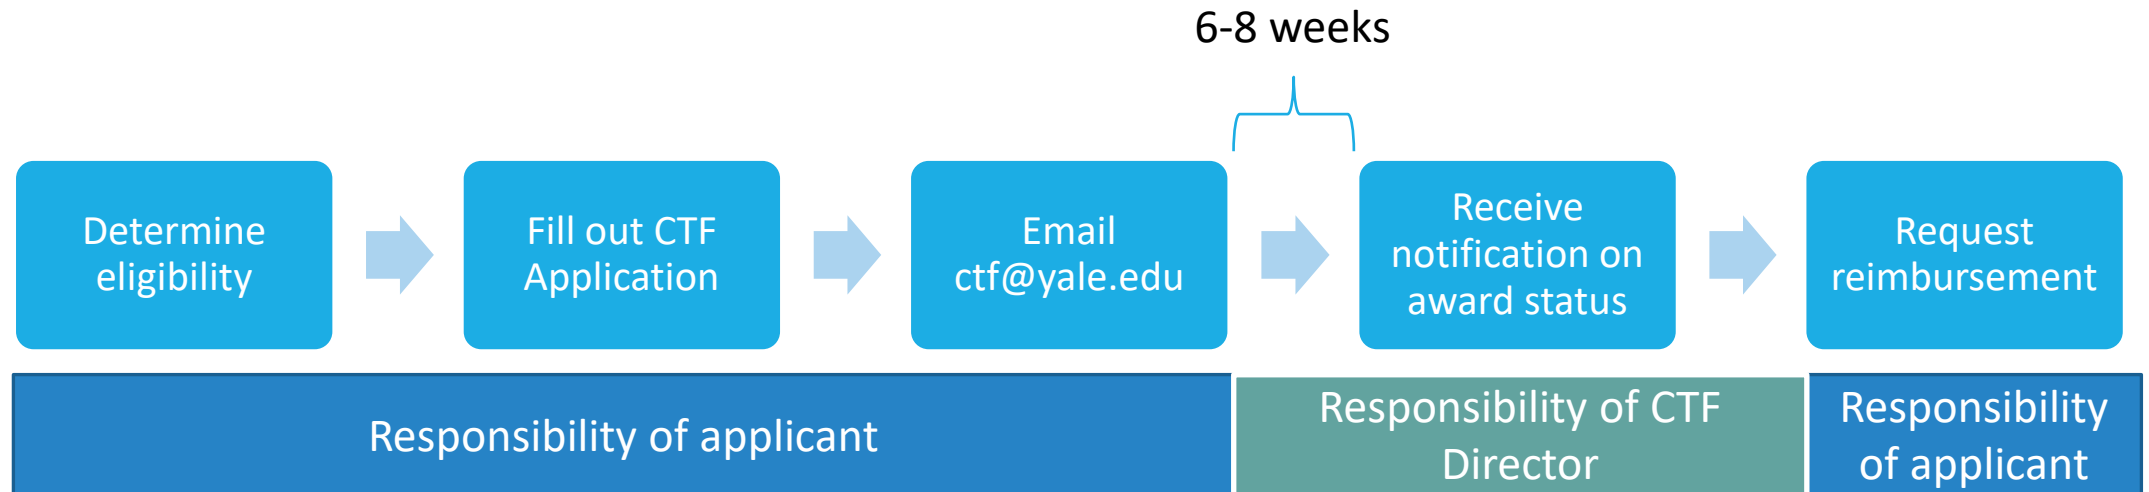 6-8 weeks
Determine
eligibility
Fill out CTF
Application
Email
ctf@yale.edu
Receive
notification on
award status
Request
reimbursement
Responsibility of applicant
Responsibility of CTF
Director
Responsibility
of applicant